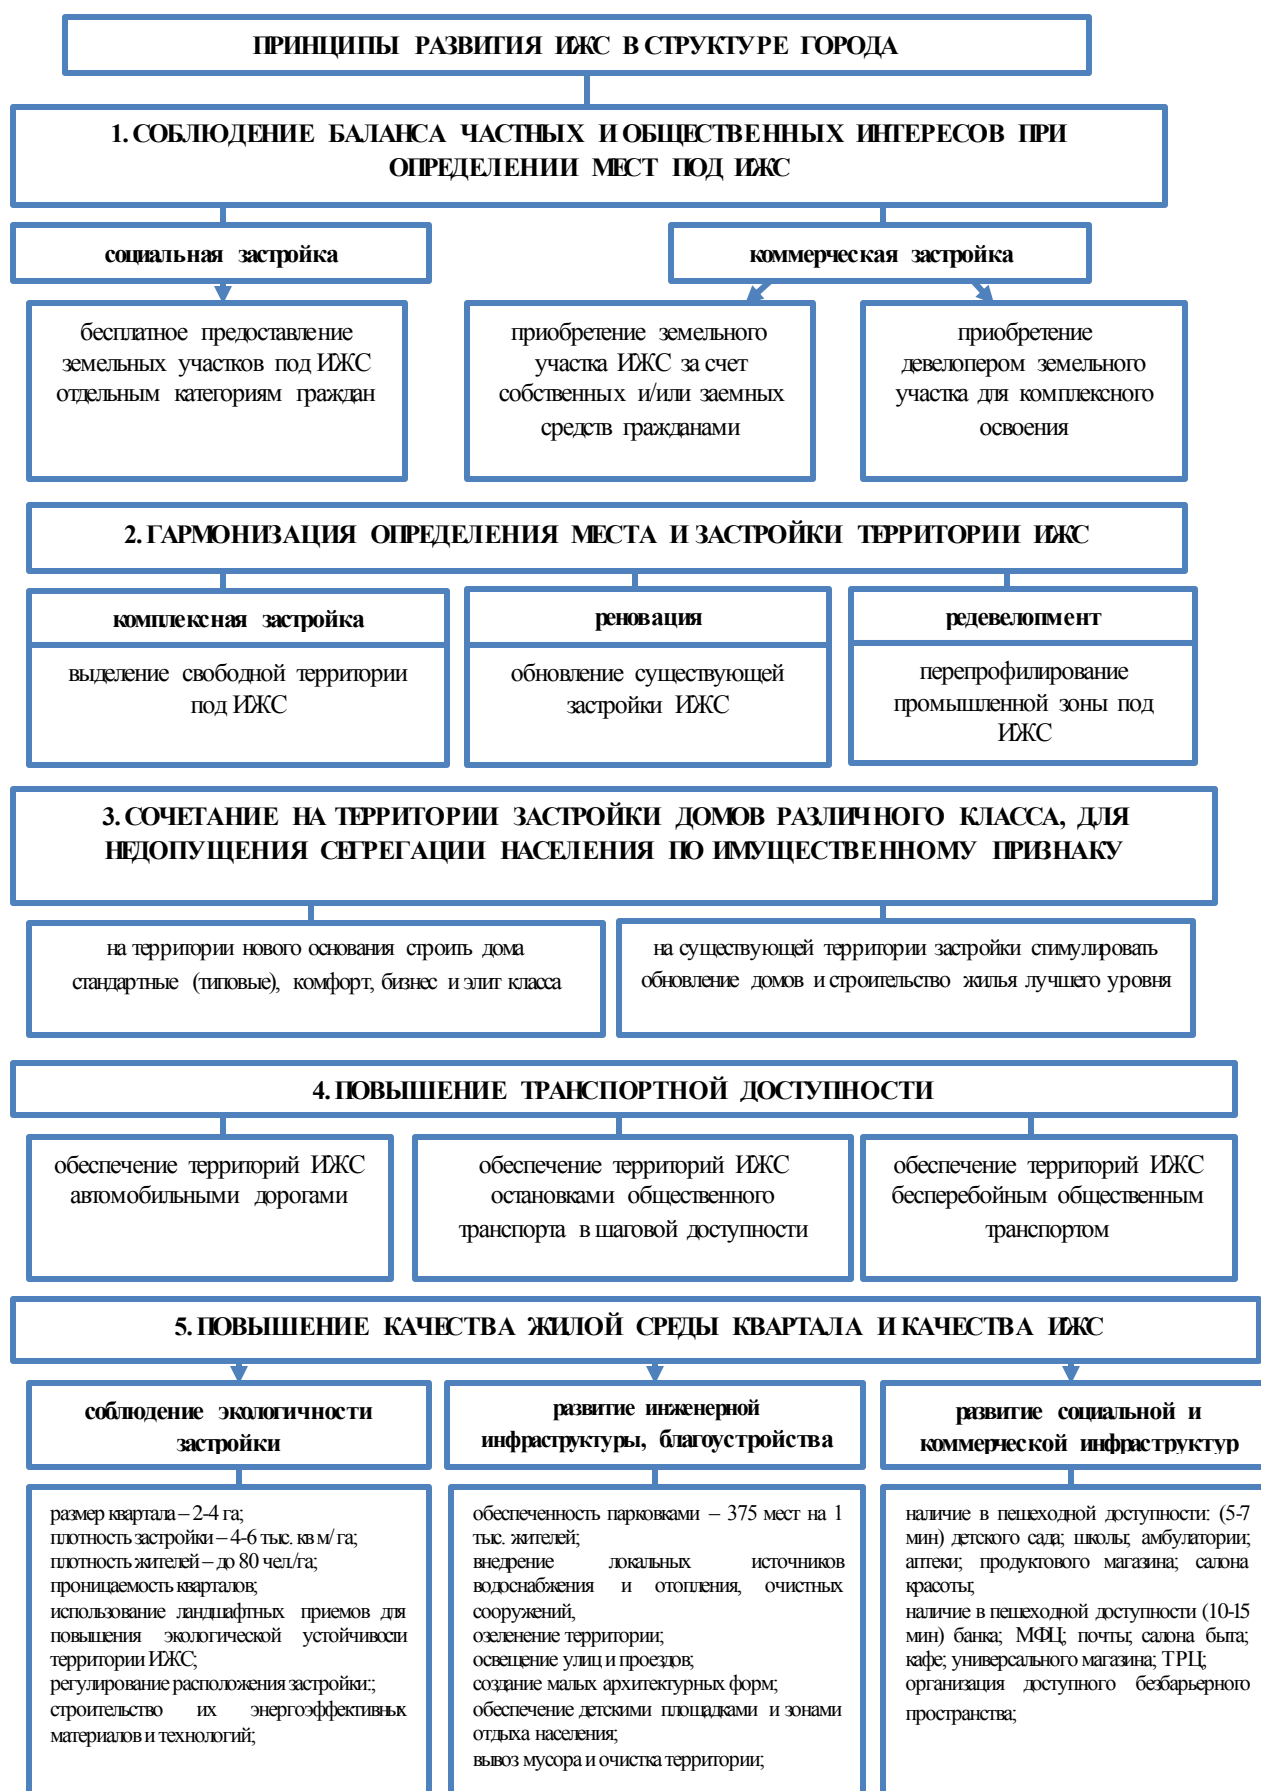 ПРИНЦИПЫ РАЗВИТИЯ ИЖС В СТРУКТУРЕ ГОРОДА
1. СОБЛЮДЕНИЕ БАЛАНСА ЧАСТНЫХ И ОБЩЕСТВЕННЫХ ИНТЕРЕСОВ ПРИ
ОПРЕДЕЛЕНИИ МЕСТ ПОД ИЖС
социальная застройка
коммерческая застройка
бесплатное предоставление
земельных участков под ИЖС
отдельным категориям граждан
приобретение земельного
участка ИЖС за счет
собственных и/или заемных
средств гражданами
приобретение
девелопером земельного
участка для комплексного
освоения
2. ГАРМОНИЗАЦИЯ ОПРЕДЕЛЕНИЯ МЕСТА И ЗАСТРОЙКИ ТЕРРИТОРИИ ИЖС
комплексная застройка
выделение свободной территории
под ИЖС
реновация
обновление существующей
застройки ИЖС
редевелопмент
перепрофилирование
промышленной зоны под
ИЖС
3. СОЧЕТАНИЕ НА ТЕРРИТОРИИ ЗАСТРОЙКИ ДОМОВ РАЗЛИЧНОГО КЛАССА, ДЛЯ
НЕДОПУЩЕНИЯ СЕГРЕГАЦИИ НАСЕЛЕНИЯ ПО ИМУЩЕСТВЕННОМУ ПРИЗНАКУ
на территории нового основания строить дома
стандартные (типовые), комфорт, бизнес и элит класса
на существующей территории застройки стимулировать
обновление домов и строительство жилья лучшего уровня
4. ПОВЫШЕНИЕ ТРАНСПОРТНОЙ ДОСТУПНОСТИ
обеспечение территорий ИЖС
автомобильными дорогами
обеспечение территорий ИЖС
остановками общественного
транспорта в шаговой доступности
обеспечение территорий ИЖС
бесперебойным общественным
транспортом
5. ПОВЫШЕНИЕ КАЧЕСТВА ЖИЛОЙ СРЕДЫ КВАРТАЛА И КАЧЕСТВА ИЖС
соблюдение экологичности
застройки
размер квартала – 2-4 га;
плотность застройки – 4-6 тыс. кв м/ га;
плотность жителей – до 80 чел./га;
проницаемость кварталов;
использование ландшафтных приемов для
повышения экологической устойчивости
территории ИЖС;
регулирование расположения застройки:;
строительство их энергоэффективных
материалов и технологий;
развитие инженерной
инфраструктуры, благоустройства
обеспеченность парковками – 375 мест на 1
тыс. жителей;
внедрение локальных источников
водоснабжения и отопления, очистных
сооружений,
озеленение территории;
освещение улиц и проездов;
создание малых архитектурных форм;
обеспечение детскими площадками и зонами
отдыха населения;
вывоз мусора и очистка территории;
развитие социальной и
коммерческой инфраструктур
наличие в пешеходной доступности: (5-7
мин) детского сада; школы; амбулатории;
аптеки; продуктового магазина; салона
красоты;
наличие в пешеходной доступности (10-15
мин) банка; МФЦ; почты; салона быта;
кафе; универсального магазина; ТРЦ;
организация доступного безбарьерного
пространства;